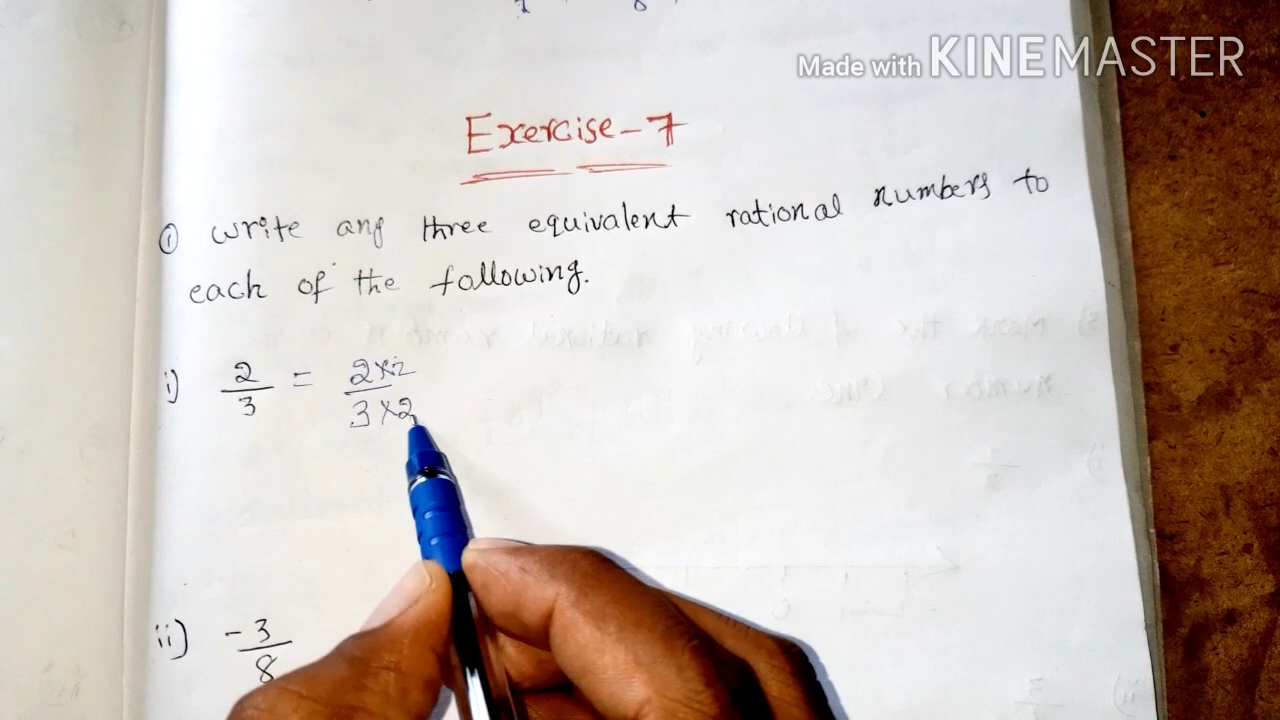 Made with KINEMASTER
Exercise-7
① Write any three equivalent rational numbers to
each of the following.
i) 2/3 = 2×2/3×2
ii) -3/8